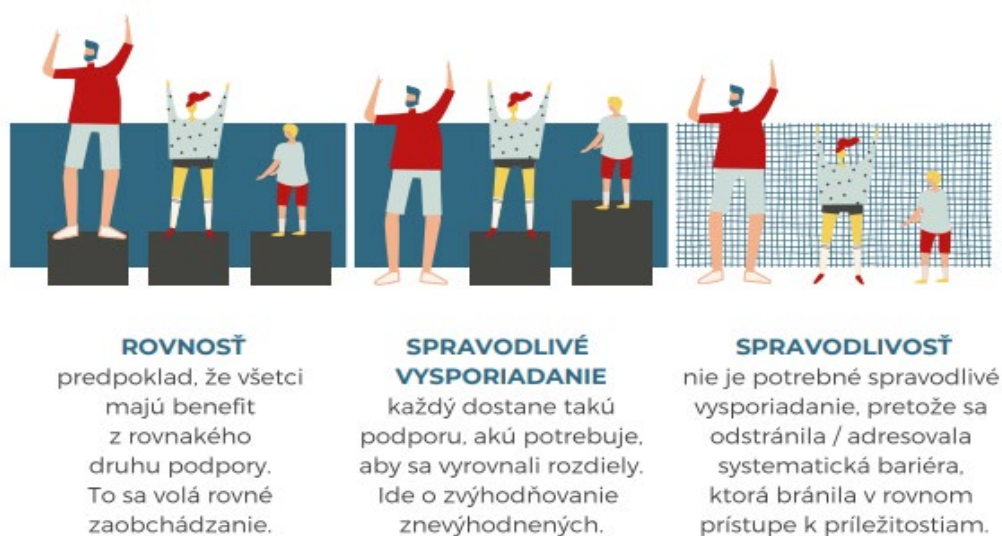 ROVNOSŤ
predpoklad, že všetci
majú benefit
z rovnakého
druhu podpory.
To sa volá rovné
zaobchádzanie.
SPRAVODLIVÉ
VYSPORIADANIE
každý dostane takú
podporu, akú potrebuje,
aby sa vyrovnali rozdiely.
Ide o zvýhodňovanie
znevýhodnených.
SPRAVODLIVOSŤ
nie je potrebné spravodlivé
vysporiadanie, pretože sa
odstránila / adresovala
systematická bariéra,
ktorá bránila v rovnom
prístupe k príležitostiam.